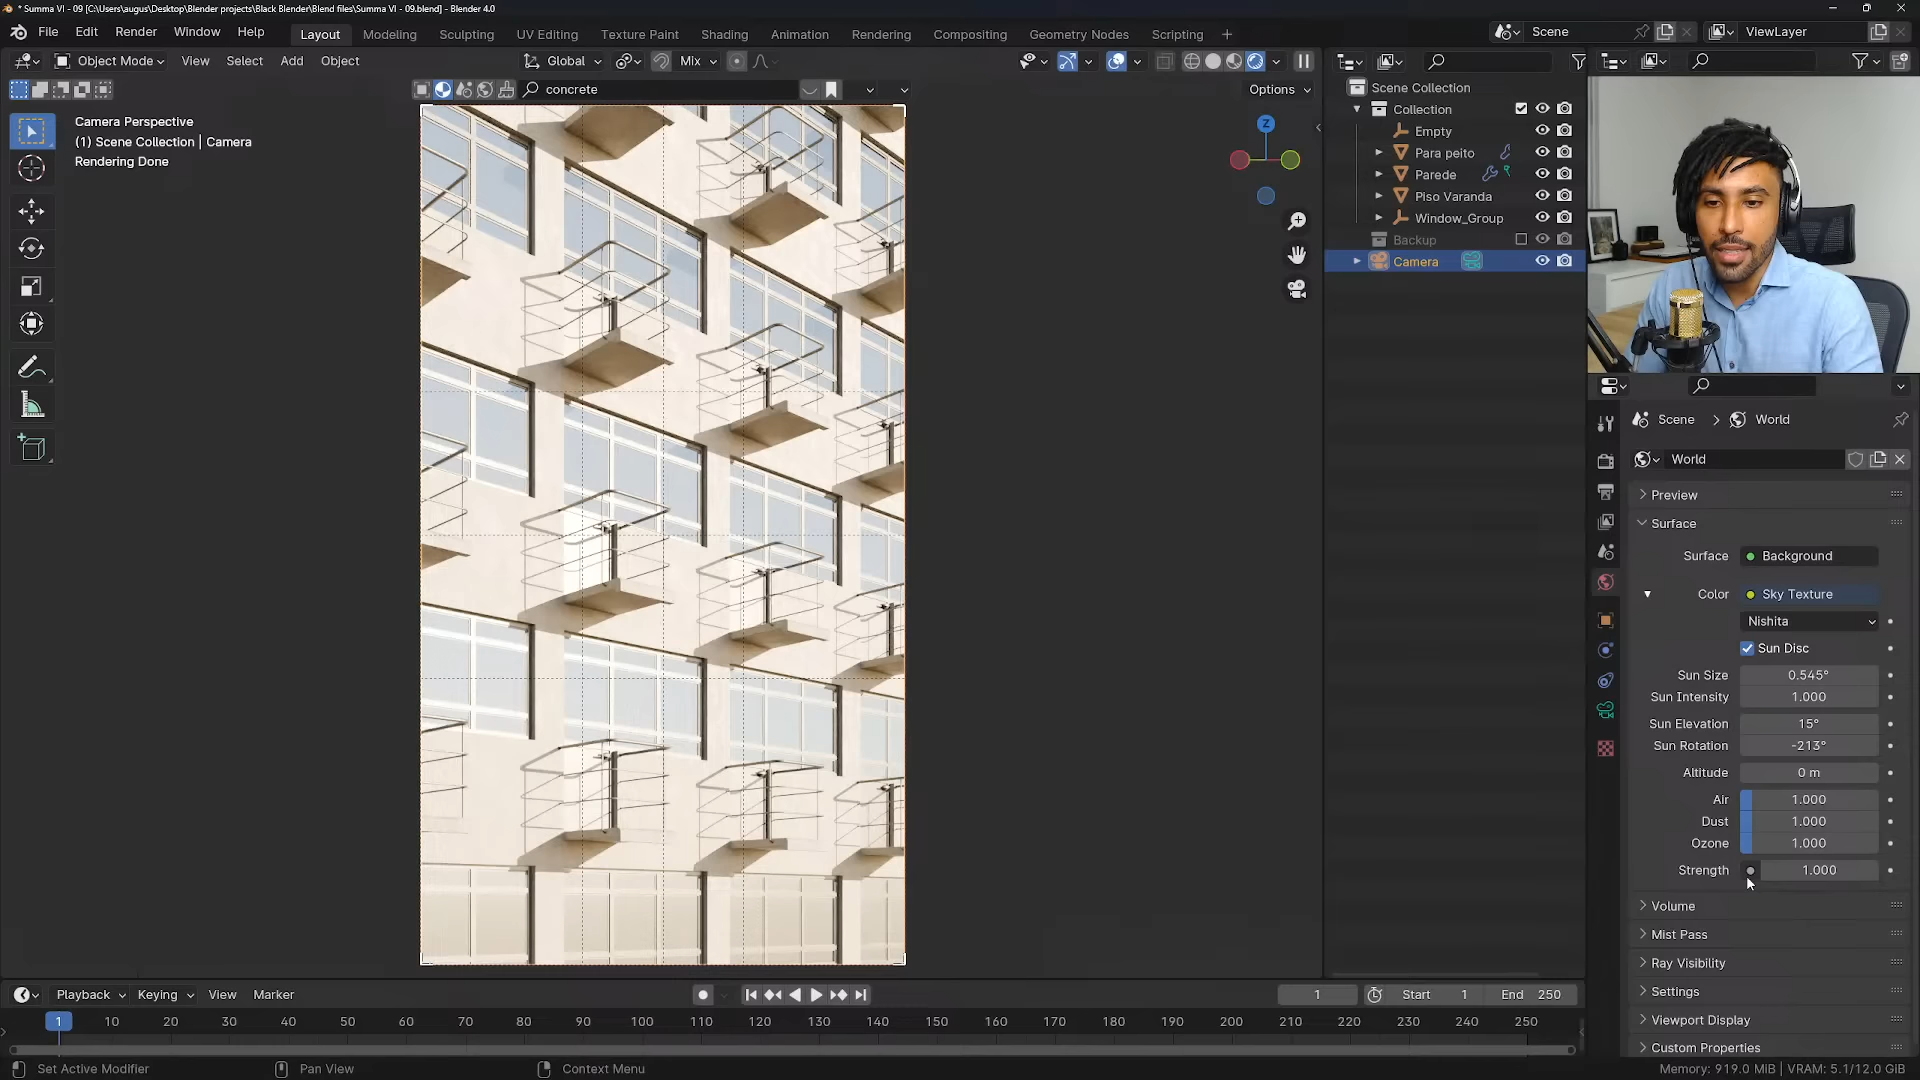 * Summa VI - 09 [C:\Users\augus\Desktop\Blender projects\Black Blender\Blend files\Summa VI - 09.blend] - Blender 4.0
File Edit Render Window Help Layout Modeling Sculpting UV Editing Texture Paint Shading Animation Rendering Compositing Geometry Nodes Scripting + Scene ViewLayer
Object Mode View Select Add Object Global Mix
concrete Options
Camera Perspective
(1) Scene Collection | Camera
Rendering Done
Z
Scene Collection
Collection
Empty
Para peito
Parede
Piso Varanda
Window_Group
Backup
Camera
Scene > World
World
Preview
Surface
Surface Background
Color Sky Texture
Nishita
Sun Disc
Sun Size 0.545°
Sun Intensity 1.000
Sun Elevation 15°
Sun Rotation -213°
Altitude 0 m
Air 1.000
Dust 1.000
Ozone 1.000
Strength 1.000
Volume
Mist Pass
Ray Visibility
Settings
Viewport Display
Custom Properties
Playback Keying View Marker 1 Start 1 End 250
1 10 20 30 40 50 60 70 80 90 100 110 120 130 140 150 160 170 180 190 200 210 220 230 240 250
Set Active Modifier Pan View Context Menu Memory: 919.0 MiB | VRAM: 5.1/12.0 GiB